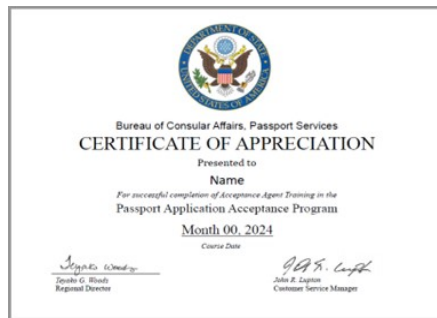 DEPARTMENT OF STATE
UNITED STATES OF AMERICA
Bureau of Consular Affairs, Passport Services
CERTIFICATE OF APPRECIATION
Presented to
Name
For successful completion of Acceptance Agent Training in the
Passport Application Acceptance Program
Month 00, 2024
Course Date
Teyako G. Woods
Regional Director
John R. Lupton
Customer Service Manager